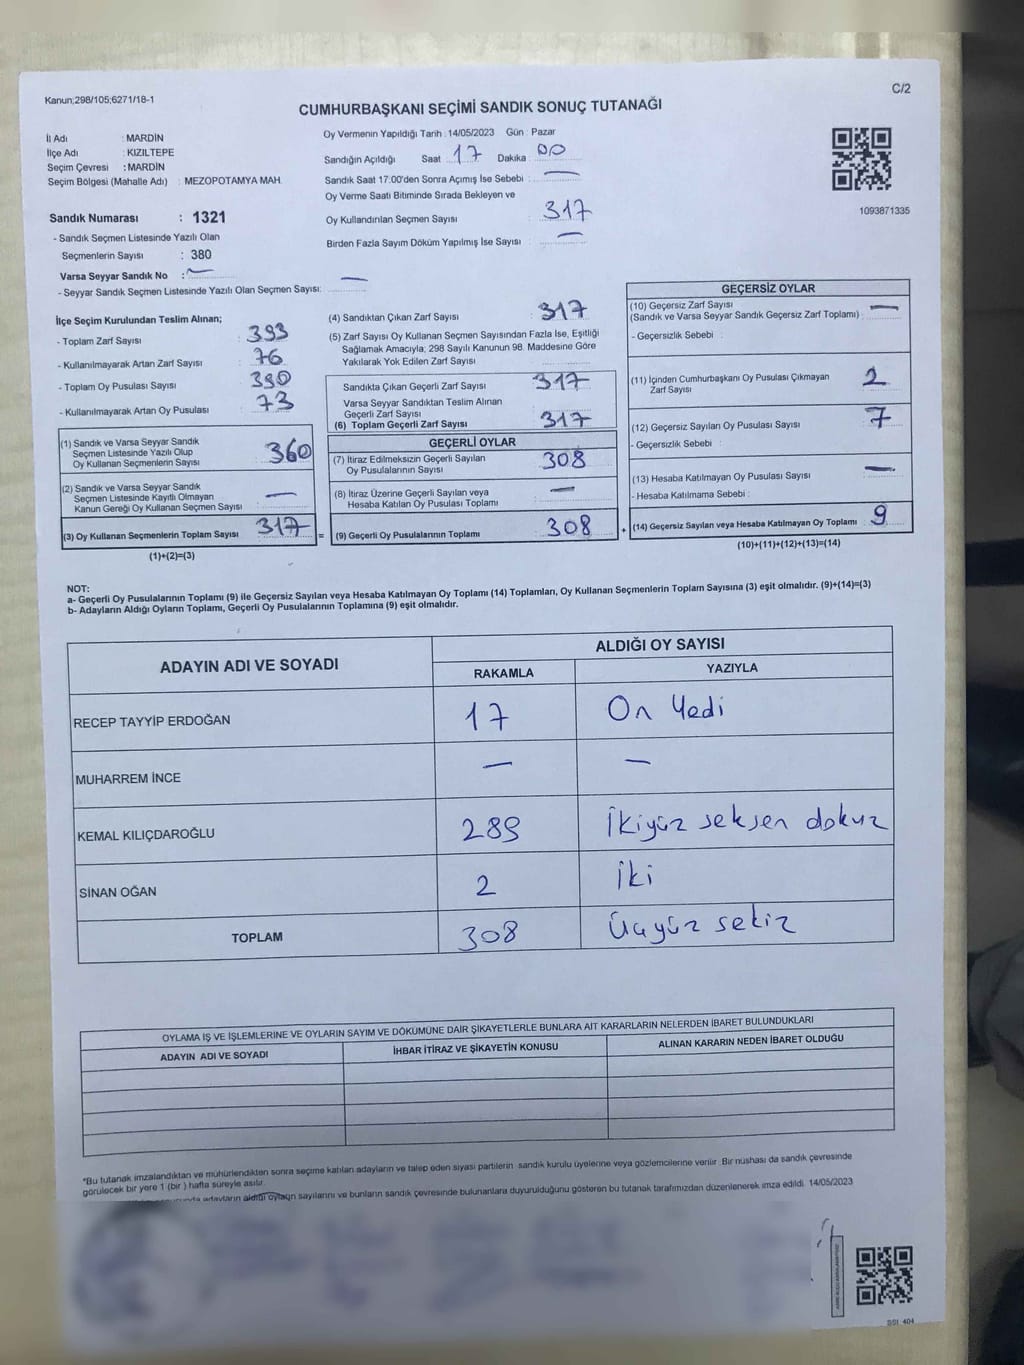 Kanun;298/105;6271/18-1
C/2
CUMHURBAŞKANI SEÇİMİ SANDIK SONUÇ TUTANAĞI
İl Adı : MARDİN
İlçe Adı : KIZILTEPE
Seçim Çevresi : MARDİN
Seçim Bölgesi (Mahalle Adı) : MEZOPOTAMYA MAH.
Sandık Numarası : 1321
- Sandık Seçmen Listesinde Yazılı Olan
Seçmenlerin Sayısı : 380
Varsa Seyyar Sandık No : —
- Seyyar Sandık Seçmen Listesinde Yazılı Olan Seçmen Sayısı: —
Oy Vermenin Yapıldığı Tarih : 14/05/2023 Gün : Pazar
Sandığın Açıldığı Saat 17 Dakika 00
Sandık Saat 17:00'den Sonra Açımış İse Sebebi : —
Oy Verme Saati Bitiminde Sırada Bekleyen ve
Oy Kullandırılan Seçmen Sayısı 317
Birden Fazla Sayım Döküm Yapılmış İse Sayısı : —
1093871335
İlçe Seçim Kurulundan Teslim Alınan;
- Toplam Zarf Sayısı : 393
- Kullanılmayarak Artan Zarf Sayısı : 76
- Toplam Oy Pusulası Sayısı : 390
- Kullanılmayarak Artan Oy Pusulası : 73
(1) Sandık ve Varsa Seyyar Sandık
Seçmen Listesinde Yazılı Olup
Oy Kullanan Seçmenlerin Sayısı 360
(2) Sandık ve Varsa Seyyar Sandık
Seçmen Listesinde Kayıtlı Olmayan
Kanun Gereği Oy Kullanan Seçmen Sayısı —
(3) Oy Kullanan Seçmenlerin Toplam Sayısı 317
(1)+(2)=(3)
(4) Sandıktan Çıkan Zarf Sayısı : 317
(5) Zarf Sayısı Oy Kullanan Seçmen Sayısından Fazla İse, Eşitliği
Sağlamak Amacıyla; 298 Sayılı Kanunun 98. Maddesine Göre
Yakılarak Yok Edilen Zarf Sayısı
Sandıkta Çıkan Geçerli Zarf Sayısı 317
Varsa Seyyar Sandıktan Teslim Alınan
Geçerli Zarf Sayısı
(6) Toplam Geçerli Zarf Sayısı 317
GEÇERLİ OYLAR
(7) İtiraz Edilmeksizin Geçerli Sayılan
Oy Pusulalarının Sayısı 308
(8) İtiraz Üzerine Geçerli Sayılan veya
Hesaba Katılan Oy Pusulası Toplamı —
= (9) Geçerli Oy Pusulalarının Toplamı 308
GEÇERSİZ OYLAR
(10) Geçersiz Zarf Sayısı
(Sandık ve Varsa Seyyar Sandık Geçersiz Zarf Toplamı) : —
- Geçersizlik Sebebi :
(11) İçinden Cumhurbaşkanı Oy Pusulası Çıkmayan
Zarf Sayısı 2
(12) Geçersiz Sayılan Oy Pusulası Sayısı 7
- Geçersizlik Sebebi :
(13) Hesaba Katılmayan Oy Pusulası Sayısı —
- Hesaba Katılmama Sebebi :
+ (14) Geçersiz Sayılan veya Hesaba Katılmayan Oy Toplamı 9
(10)+(11)+(12)+(13)=(14)
NOT:
a- Geçerli Oy Pusulalarının Toplamı (9) ile Geçersiz Sayılan veya Hesaba Katılmayan Oy Toplamı (14) Toplamları, Oy Kullanan Seçmenlerin Toplam Sayısına (3) eşit olmalıdır. (9)+(14)=(3)
b- Adayların Aldığı Oyların Toplamı, Geçerli Oy Pusulalarının Toplamına (9) eşit olmalıdır.
ADAYIN ADI VE SOYADI
ALDIĞI OY SAYISI
RAKAMLA YAZIYLA
RECEP TAYYİP ERDOĞAN 17 On Yedi
MUHARREM İNCE — —
KEMAL KILIÇDAROĞLU 289 İkiyüz seksen dokuz
SİNAN OĞAN 2 İki
TOPLAM 308 Üçyüz sekiz
OYLAMA İŞ VE İŞLEMLERİNE VE OYLARIN SAYIM VE DÖKÜMÜNE DAİR ŞİKAYETLERLE BUNLARA AİT KARARLARIN NELERDEN İBARET BULUNDUKLARI
ADAYIN ADI VE SOYADI İHBAR İTİRAZ VE ŞİKAYETİN KONUSU ALINAN KARARIN NEDEN İBARET OLDUĞU
*Bu tutanak imzalandıktan ve mühürlendikten sonra seçime katılan adayların ve talep eden siyasi partilerin sandık kurulu üyelerine veya gözlemcilerine verilir. Bir nüshası da sandık çevresinde
görülecek bir yere 1 (bir ) hafta süreyle asılır.
adayların aldığı oyların sayılarını ve bunların sandık çevresinde bulunanlara duyurulduğunu gösteren bu tutanak tarafımızdan düzenlenerek imza edildi. 14/05/2023